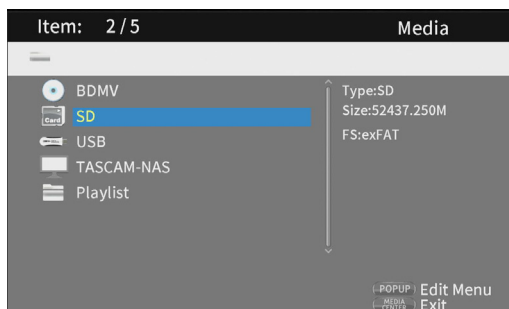 Item: 2/5 Media
BDMV
Card SD
USB
TASCAM-NAS
Playlist
Type:SD
Size:52437.250M
FS:exFAT
POPUP Edit Menu
MEDIA CENTER Exit